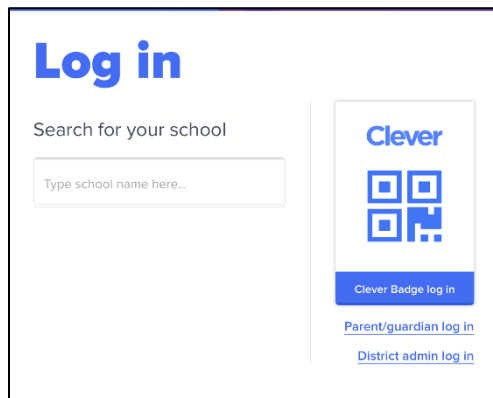 Log in
Search for your school
Type school name here...
Clever
Clever Badge log in
Parent/guardian log in
District admin log in